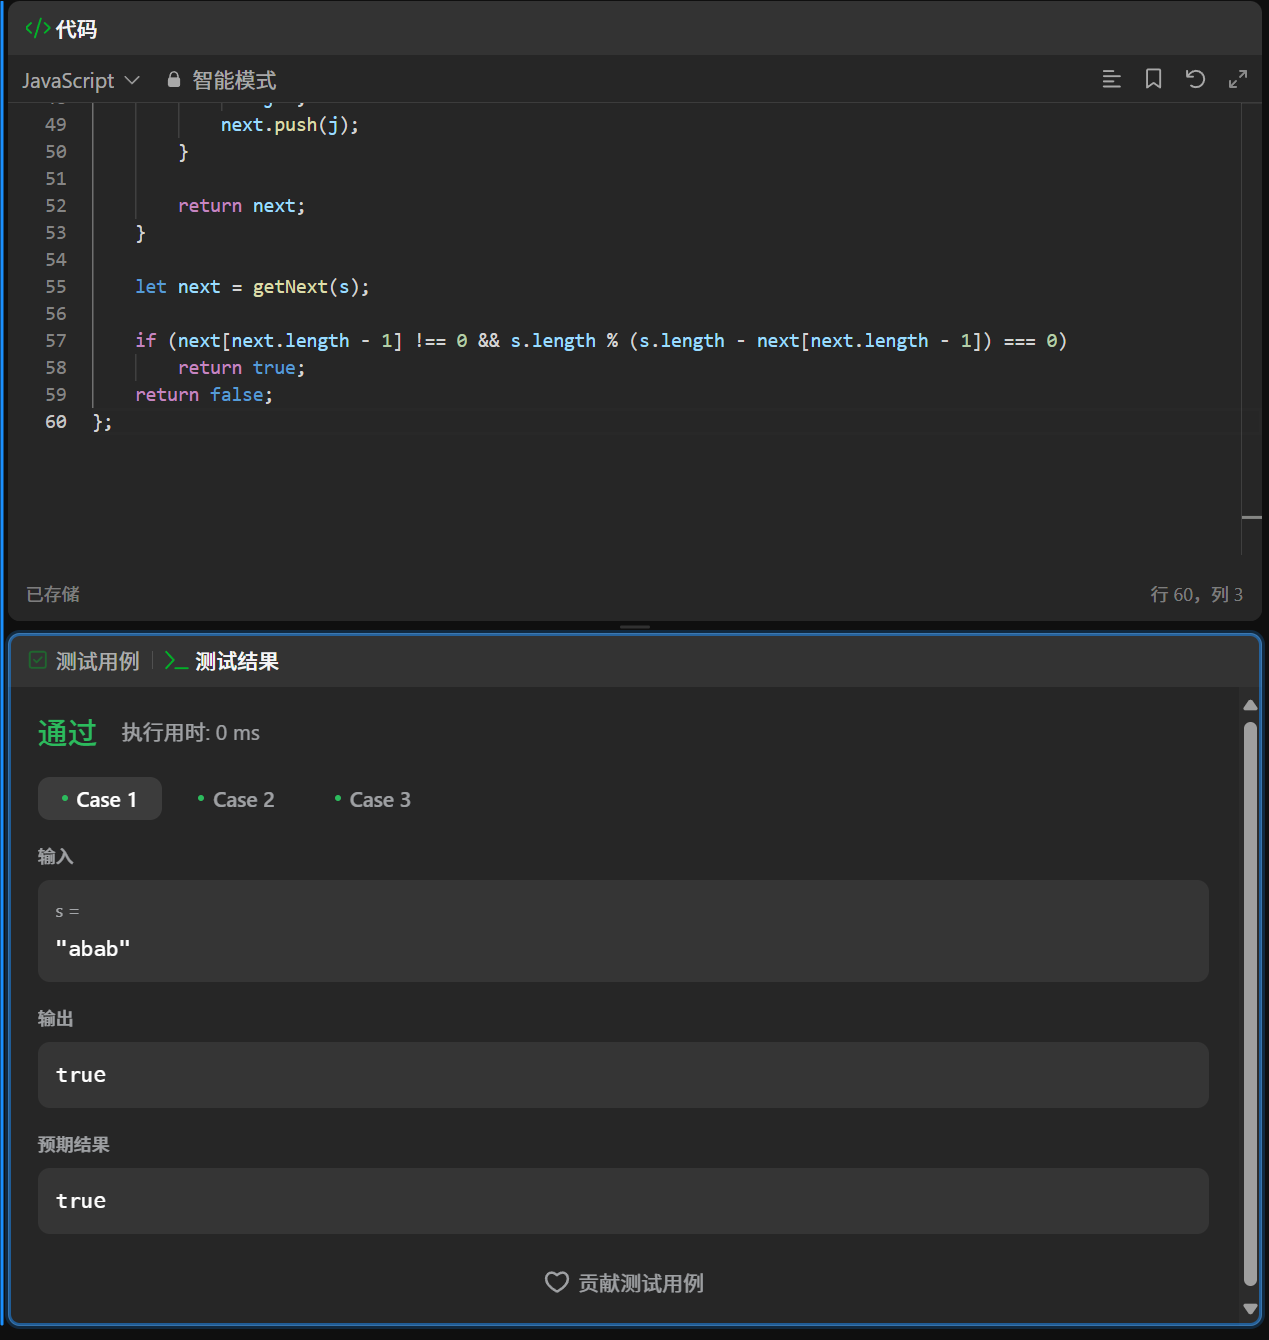 </> 代码
JavaScript 智能模式
49 next.push(j);
50 }
51
52 return next;
53 }
54
55 let next = getNext(s);
56
57 if (next[next.length - 1] !== 0 && s.length % (s.length - next[next.length - 1]) === 0)
58 return true;
59 return false;
60 };
已存储 行 60，列 3
测试用例 >_ 测试结果
通过 执行用时: 0 ms
Case 1 Case 2 Case 3
输入
s =
"abab"
输出
true
预期结果
true
贡献测试用例